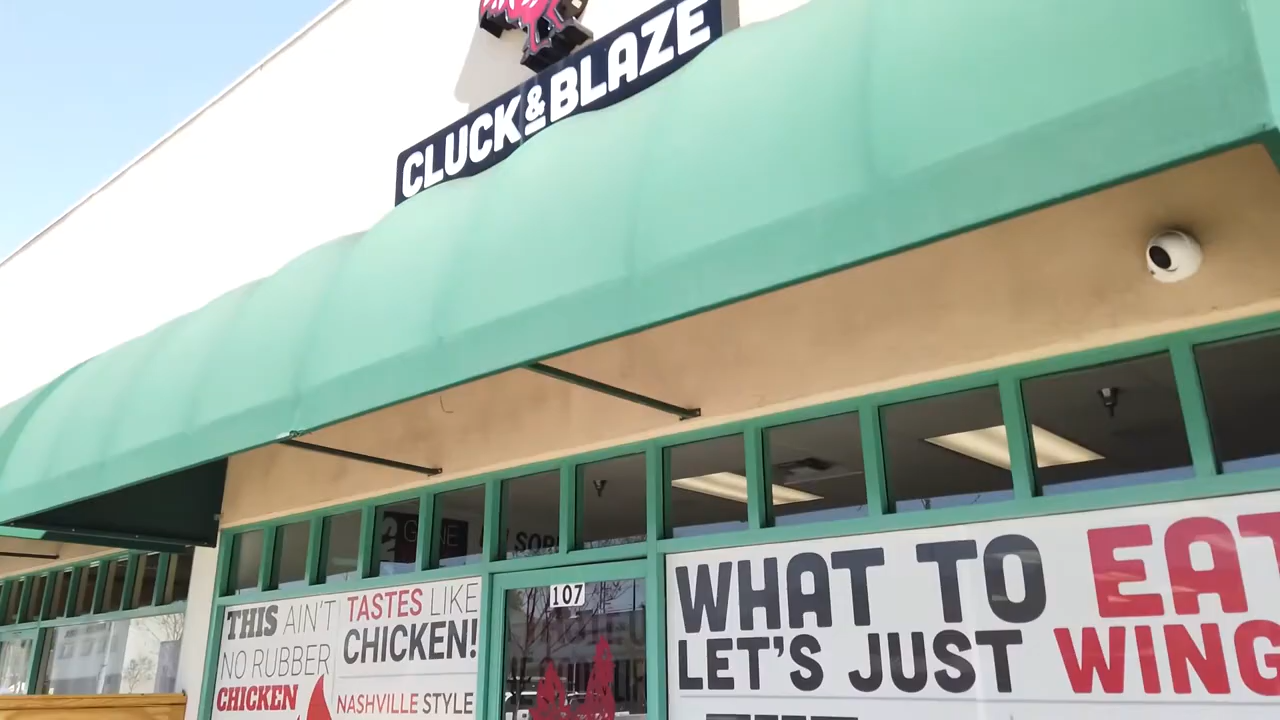 CLUCK & BLAZE
107
THIS AIN'T
NO RUBBER
CHICKEN
TASTES LIKE
CHICKEN!
NASHVILLE STYLE
WHAT TO EAT
LET'S JUST WING